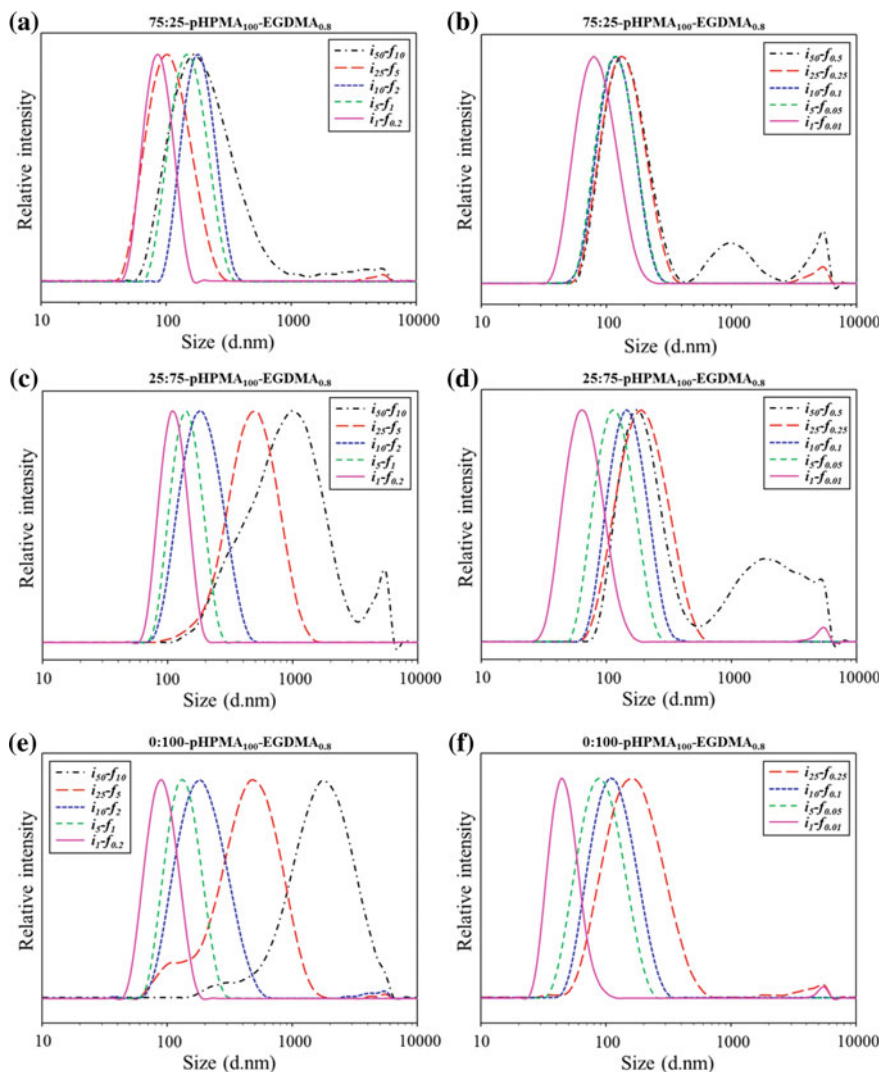 (a)
75:25-pHPMA₁₀₀-EGDMA₀.₈
i₅₀-f₁₀
i₂₅-f₅
i₁₀-f₂
i₅-f₁
i₁-f₀.₂
Relative intensity
10 100 1000 10000
Size (d.nm)
(b)
75:25-pHPMA₁₀₀-EGDMA₀.₈
i₅₀-f₀.₅
i₂₅-f₀.₂₅
i₁₀-f₀.₁
i₅-f₀.₀₅
i₁-f₀.₀₁
Relative intensity
10 100 1000 10000
Size (d.nm)
(c)
25:75-pHPMA₁₀₀-EGDMA₀.₈
i₅₀-f₁₀
i₂₅-f₅
i₁₀-f₂
i₅-f₁
i₁-f₀.₂
Relative intensity
10 100 1000 10000
Size (d.nm)
(d)
25:75-pHPMA₁₀₀-EGDMA₀.₈
i₅₀-f₀.₅
i₂₅-f₀.₂₅
i₁₀-f₀.₁
i₅-f₀.₀₅
i₁-f₀.₀₁
Relative intensity
10 100 1000 10000
Size (d.nm)
(e)
0:100-pHPMA₁₀₀-EGDMA₀.₈
i₅₀-f₁₀
i₂₅-f₅
i₁₀-f₂
i₅-f₁
i₁-f₀.₂
Relative intensity
10 100 1000 10000
Size (d.nm)
(f)
0:100-pHPMA₁₀₀-EGDMA₀.₈
i₂₅-f₀.₂₅
i₁₀-f₀.₁
i₅-f₀.₀₅
i₁-f₀.₀₁
Relative intensity
10 100 1000 10000
Size (d.nm)